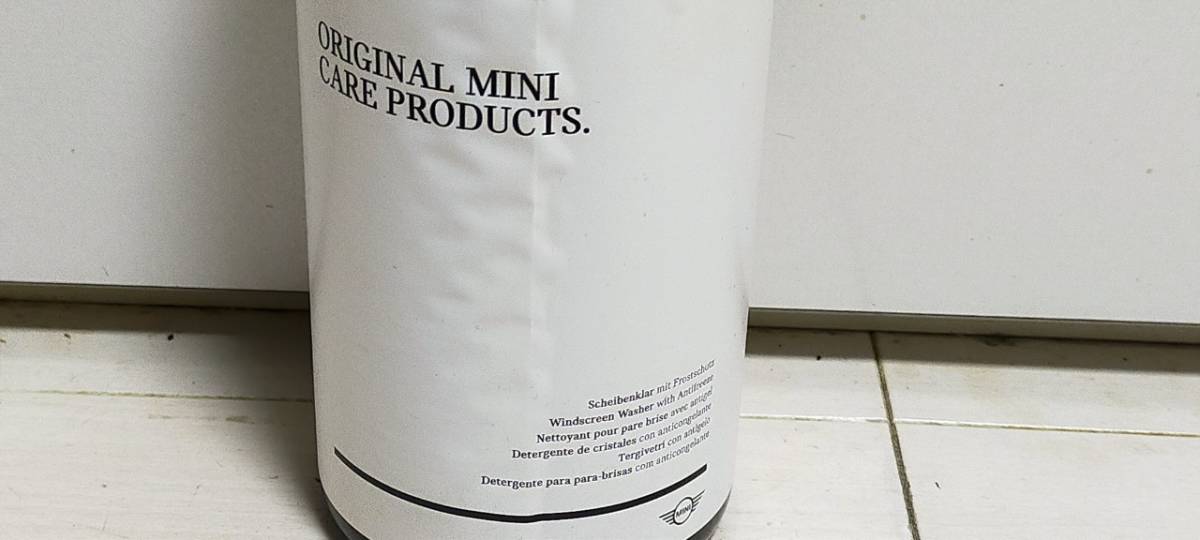 ORIGINAL MINI
CARE PRODUCTS.
Scheibenklar mit Frostschutz
Windscreen Washer with Antifreeze
Nettoyant pour pare brise avec antigel
Detergente de cristales con anticongelante
Tergivetri con antigelo
Detergente para para-brisas com anticongelante
MINI